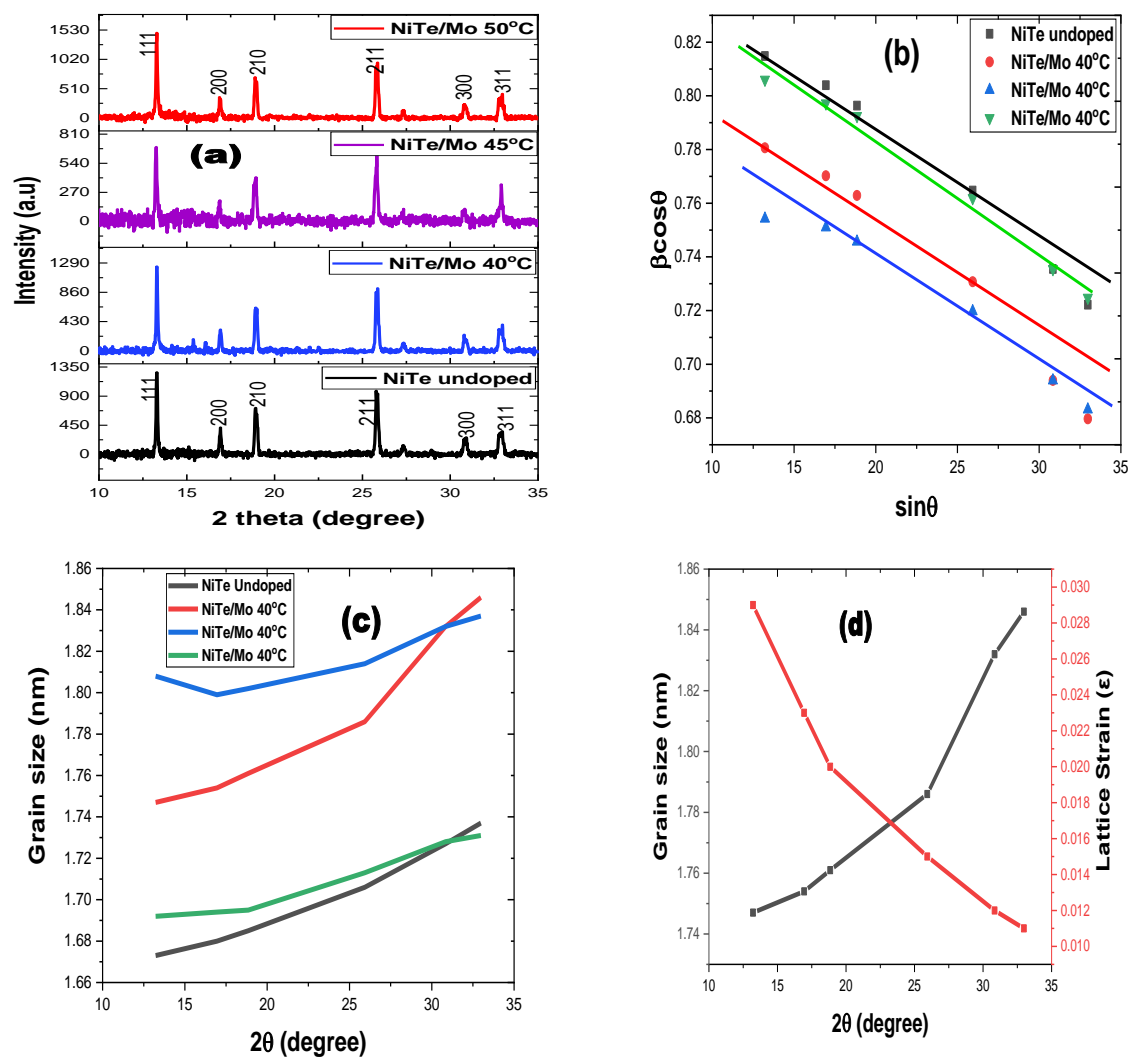 NiTe/Mo 50°C
1530
1020
510
0
111
200
210
211
300
311
NiTe/Mo 45°C
(a)
810
540
270
0
NiTe/Mo 40°C
1290
860
430
0
NiTe undoped
1350
900
450
0
111
200
210
211
300
311
10 15 20 25 30 35
2 theta (degree)
Intensity (a.u)
(b)
NiTe undoped
NiTe/Mo 40°C
NiTe/Mo 40°C
NiTe/Mo 40°C
0.82
0.80
0.78
0.76
0.74
0.72
0.70
0.68
10 15 20 25 30 35
sinθ
βcosθ
NiTe Undoped
NiTe/Mo 40°C
NiTe/Mo 40°C
NiTe/Mo 40°C
(c)
1.86
1.84
1.82
1.80
1.78
1.76
1.74
1.72
1.70
1.68
1.66
10 15 20 25 30 35
2θ (degree)
Grain size (nm)
(d)
1.86
1.84
1.82
1.80
1.78
1.76
1.74
0.030
0.028
0.026
0.024
0.022
0.020
0.018
0.016
0.014
0.012
0.010
10 15 20 25 30 35
2θ (degree)
Grain size (nm)
Lattice Strain (ε)